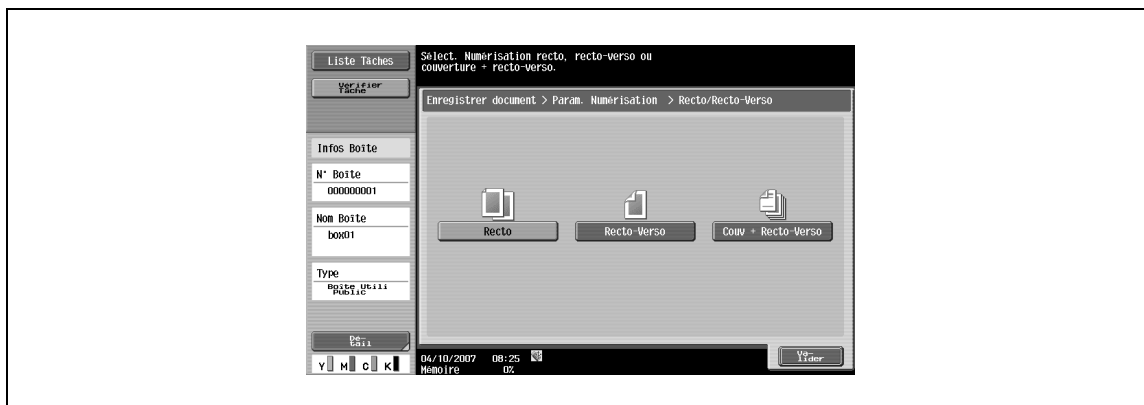 Liste Tâches
Vérifier
Tâche
Sélect. Numérisation recto, recto-verso ou
couverture + recto-verso.
Enregistrer document > Param. Numérisation > Recto/Recto-Verso
Infos Boîte
N° Boîte
000000001
Nom Boîte
box01
Type
Boîte Utili
Public
Recto
Recto-Verso
Couv + Recto-Verso
Dé-
tail
Y M C K
04/10/2007 08:25
Mémoire 0%
Va-
lider